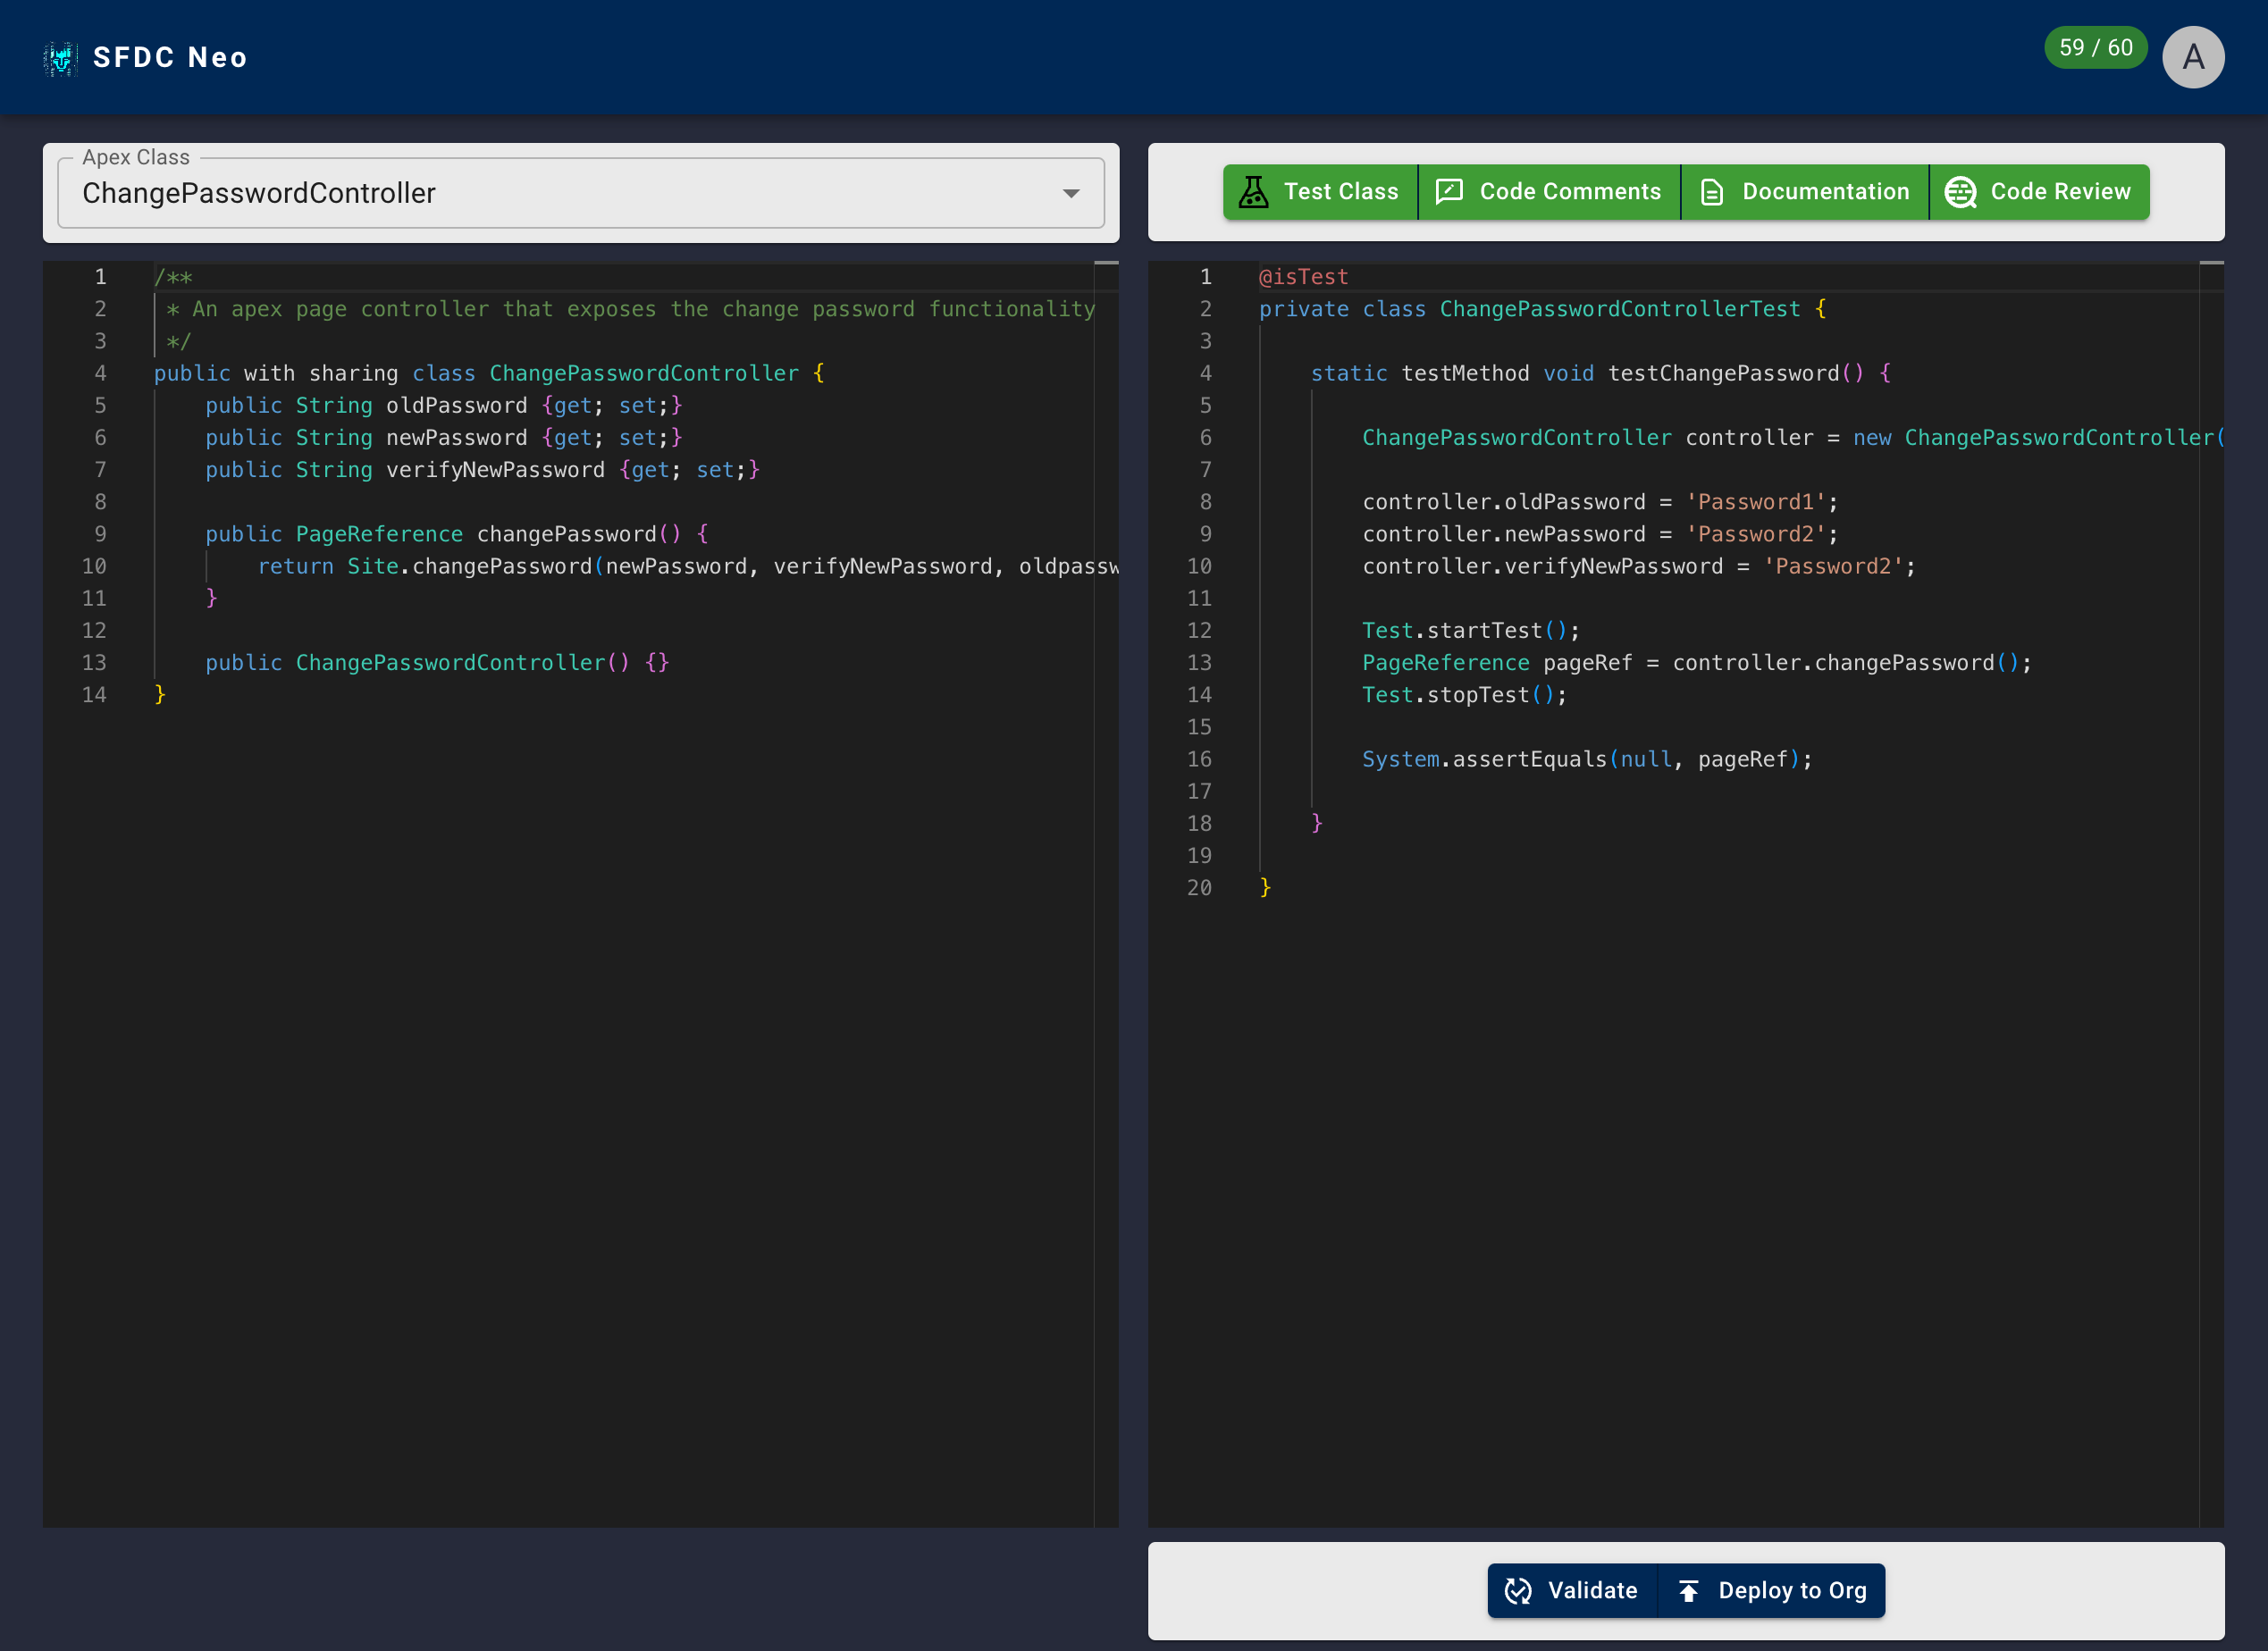 SFDC Neo
59 / 60
A
Apex Class
ChangePasswordController
Test Class
Code Comments
Documentation
Code Review
1 /**
2  * An apex page controller that exposes the change password functionality
3  */
4 public with sharing class ChangePasswordController {
5     public String oldPassword {get; set;}
6     public String newPassword {get; set;}
7     public String verifyNewPassword {get; set;}
8
9     public PageReference changePassword() {
10         return Site.changePassword(newPassword, verifyNewPassword, oldpassw
11     }
12
13     public ChangePasswordController() {}
14 }
1 @isTest
2 private class ChangePasswordControllerTest {
3
4     static testMethod void testChangePassword() {
5
6         ChangePasswordController controller = new ChangePasswordController(
7
8         controller.oldPassword = 'Password1';
9         controller.newPassword = 'Password2';
10         controller.verifyNewPassword = 'Password2';
11
12         Test.startTest();
13         PageReference pageRef = controller.changePassword();
14         Test.stopTest();
15
16         System.assertEquals(null, pageRef);
17
18     }
19
20 }
Validate
Deploy to Org